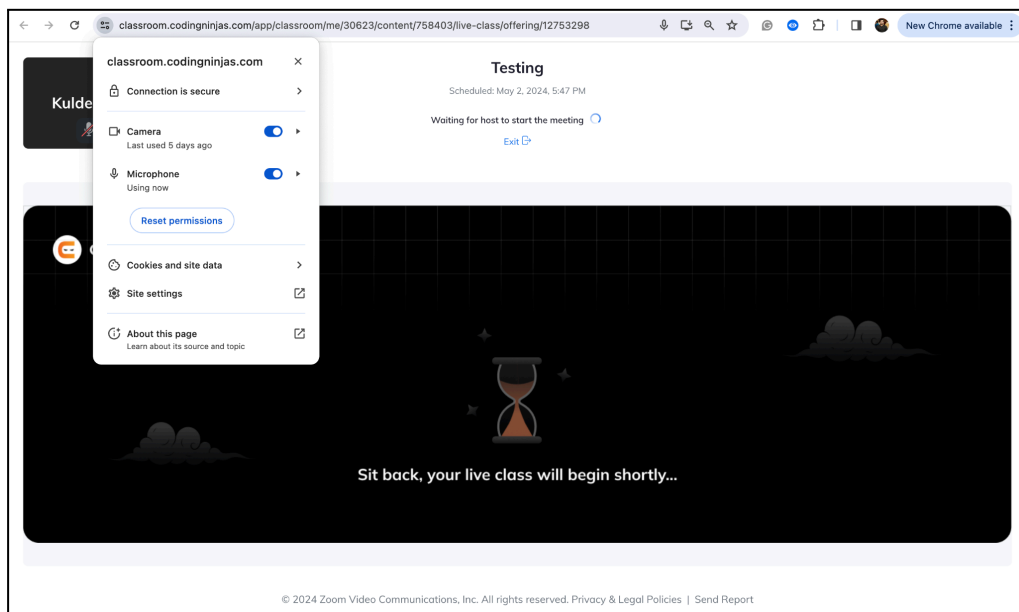 classroom.codingninjas.com/app/classroom/me/30623/content/758403/live-class/offering/12753298
New Chrome available
classroom.codingninjas.com
Connection is secure
Camera
Last used 5 days ago
Microphone
Using now
Reset permissions
Cookies and site data
Site settings
About this page
Learn about its source and topic
Testing
Scheduled: May 2, 2024, 5:47 PM
Waiting for host to start the meeting
Exit
Kulde
Sit back, your live class will begin shortly...
© 2024 Zoom Video Communications, Inc. All rights reserved. Privacy & Legal Policies | Send Report